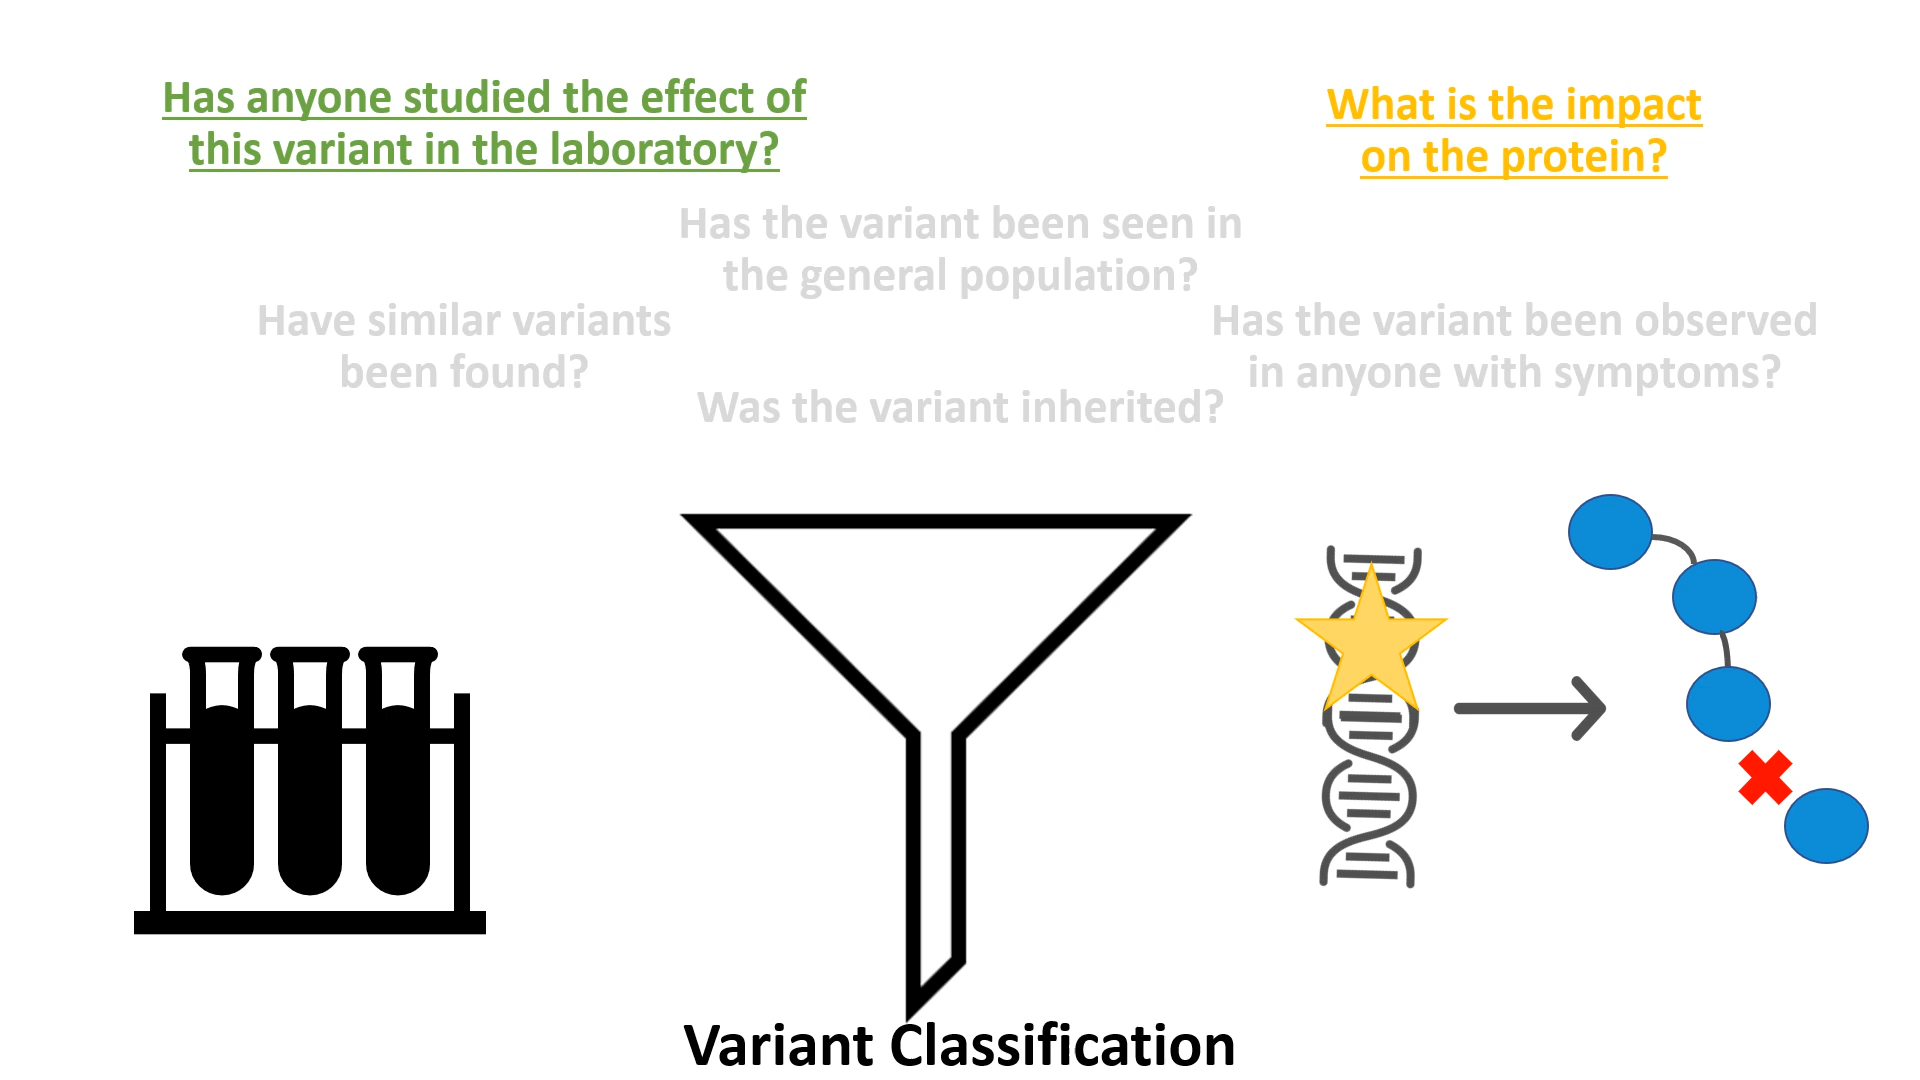 Has anyone studied the effect of
this variant in the laboratory?
What is the impact
on the protein?
Has the variant been seen in
the general population?
Have similar variants
been found?
Has the variant been observed
in anyone with symptoms?
Was the variant inherited?
Variant Classification